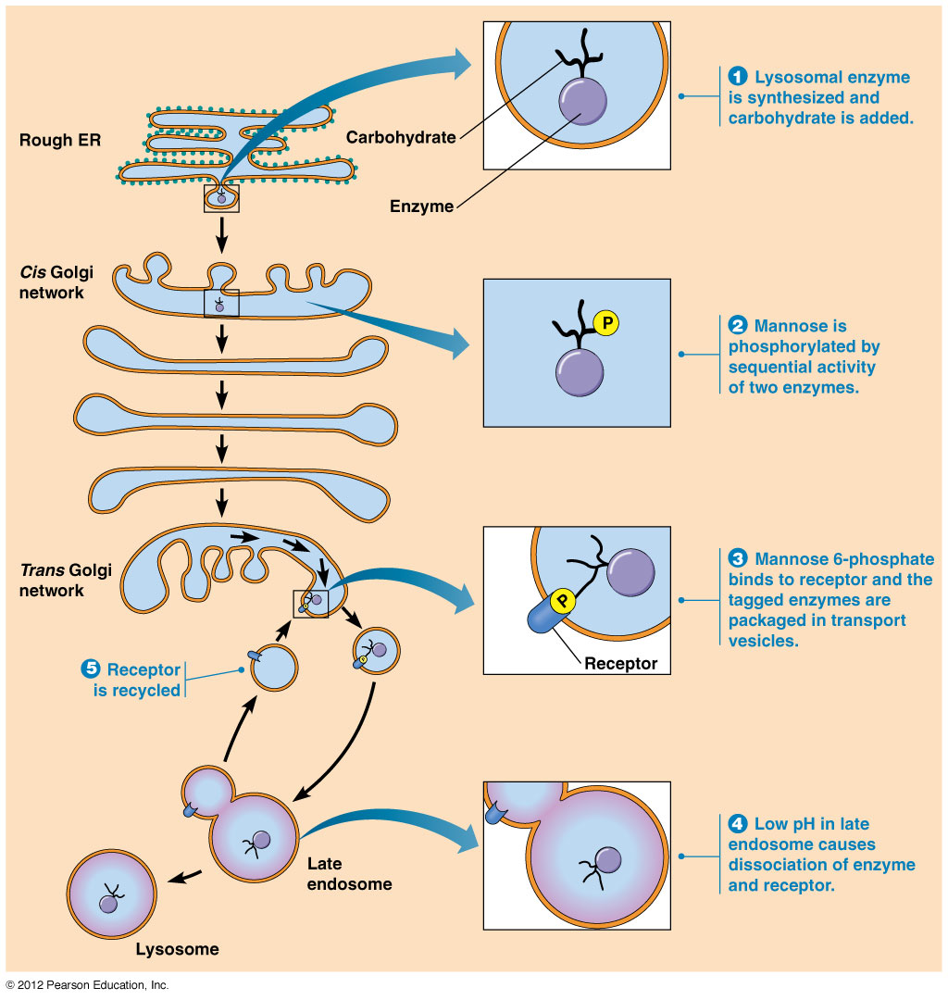 Rough ER
Carbohydrate
Enzyme
1 Lysosomal enzyme
is synthesized and
carbohydrate is added.
Cis Golgi
network
P
2 Mannose is
phosphorylated by
sequential activity
of two enzymes.
Trans Golgi
network
P
P
P
Receptor
3 Mannose 6-phosphate
binds to receptor and the
tagged enzymes are
packaged in transport
vesicles.
5 Receptor
is recycled
Late
endosome
4 Low pH in late
endosome causes
dissociation of enzyme
and receptor.
Lysosome
© 2012 Pearson Education, Inc.